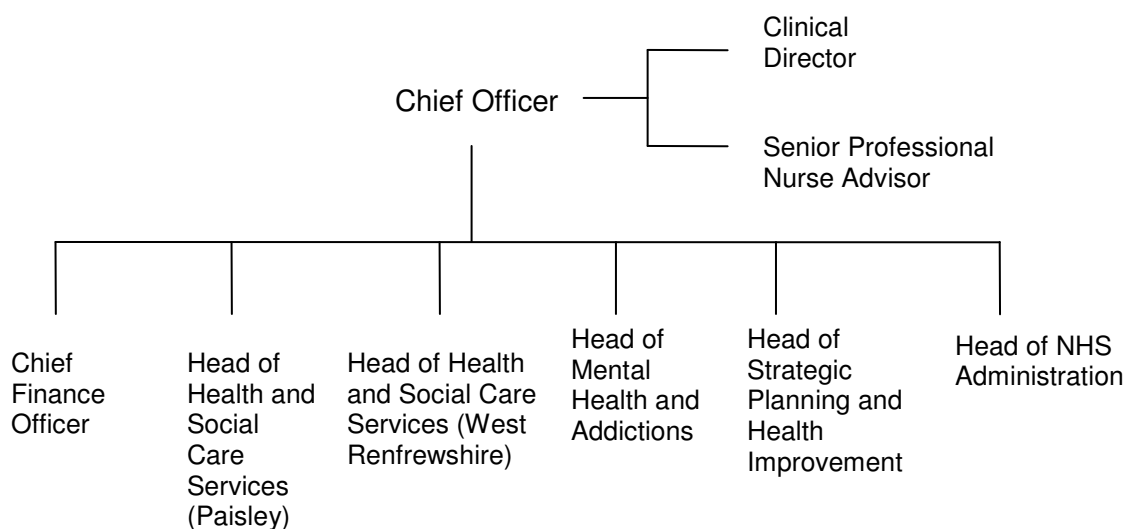 Clinical
Director
Chief Officer
Senior Professional
Nurse Advisor
Chief
Finance
Officer
Head of
Health and
Social
Care
Services
(Paisley)
Head of Health
and Social Care
Services (West
Renfrewshire)
Head of
Mental
Health and
Addictions
Head of
Strategic
Planning and
Health
Improvement
Head of NHS
Administration